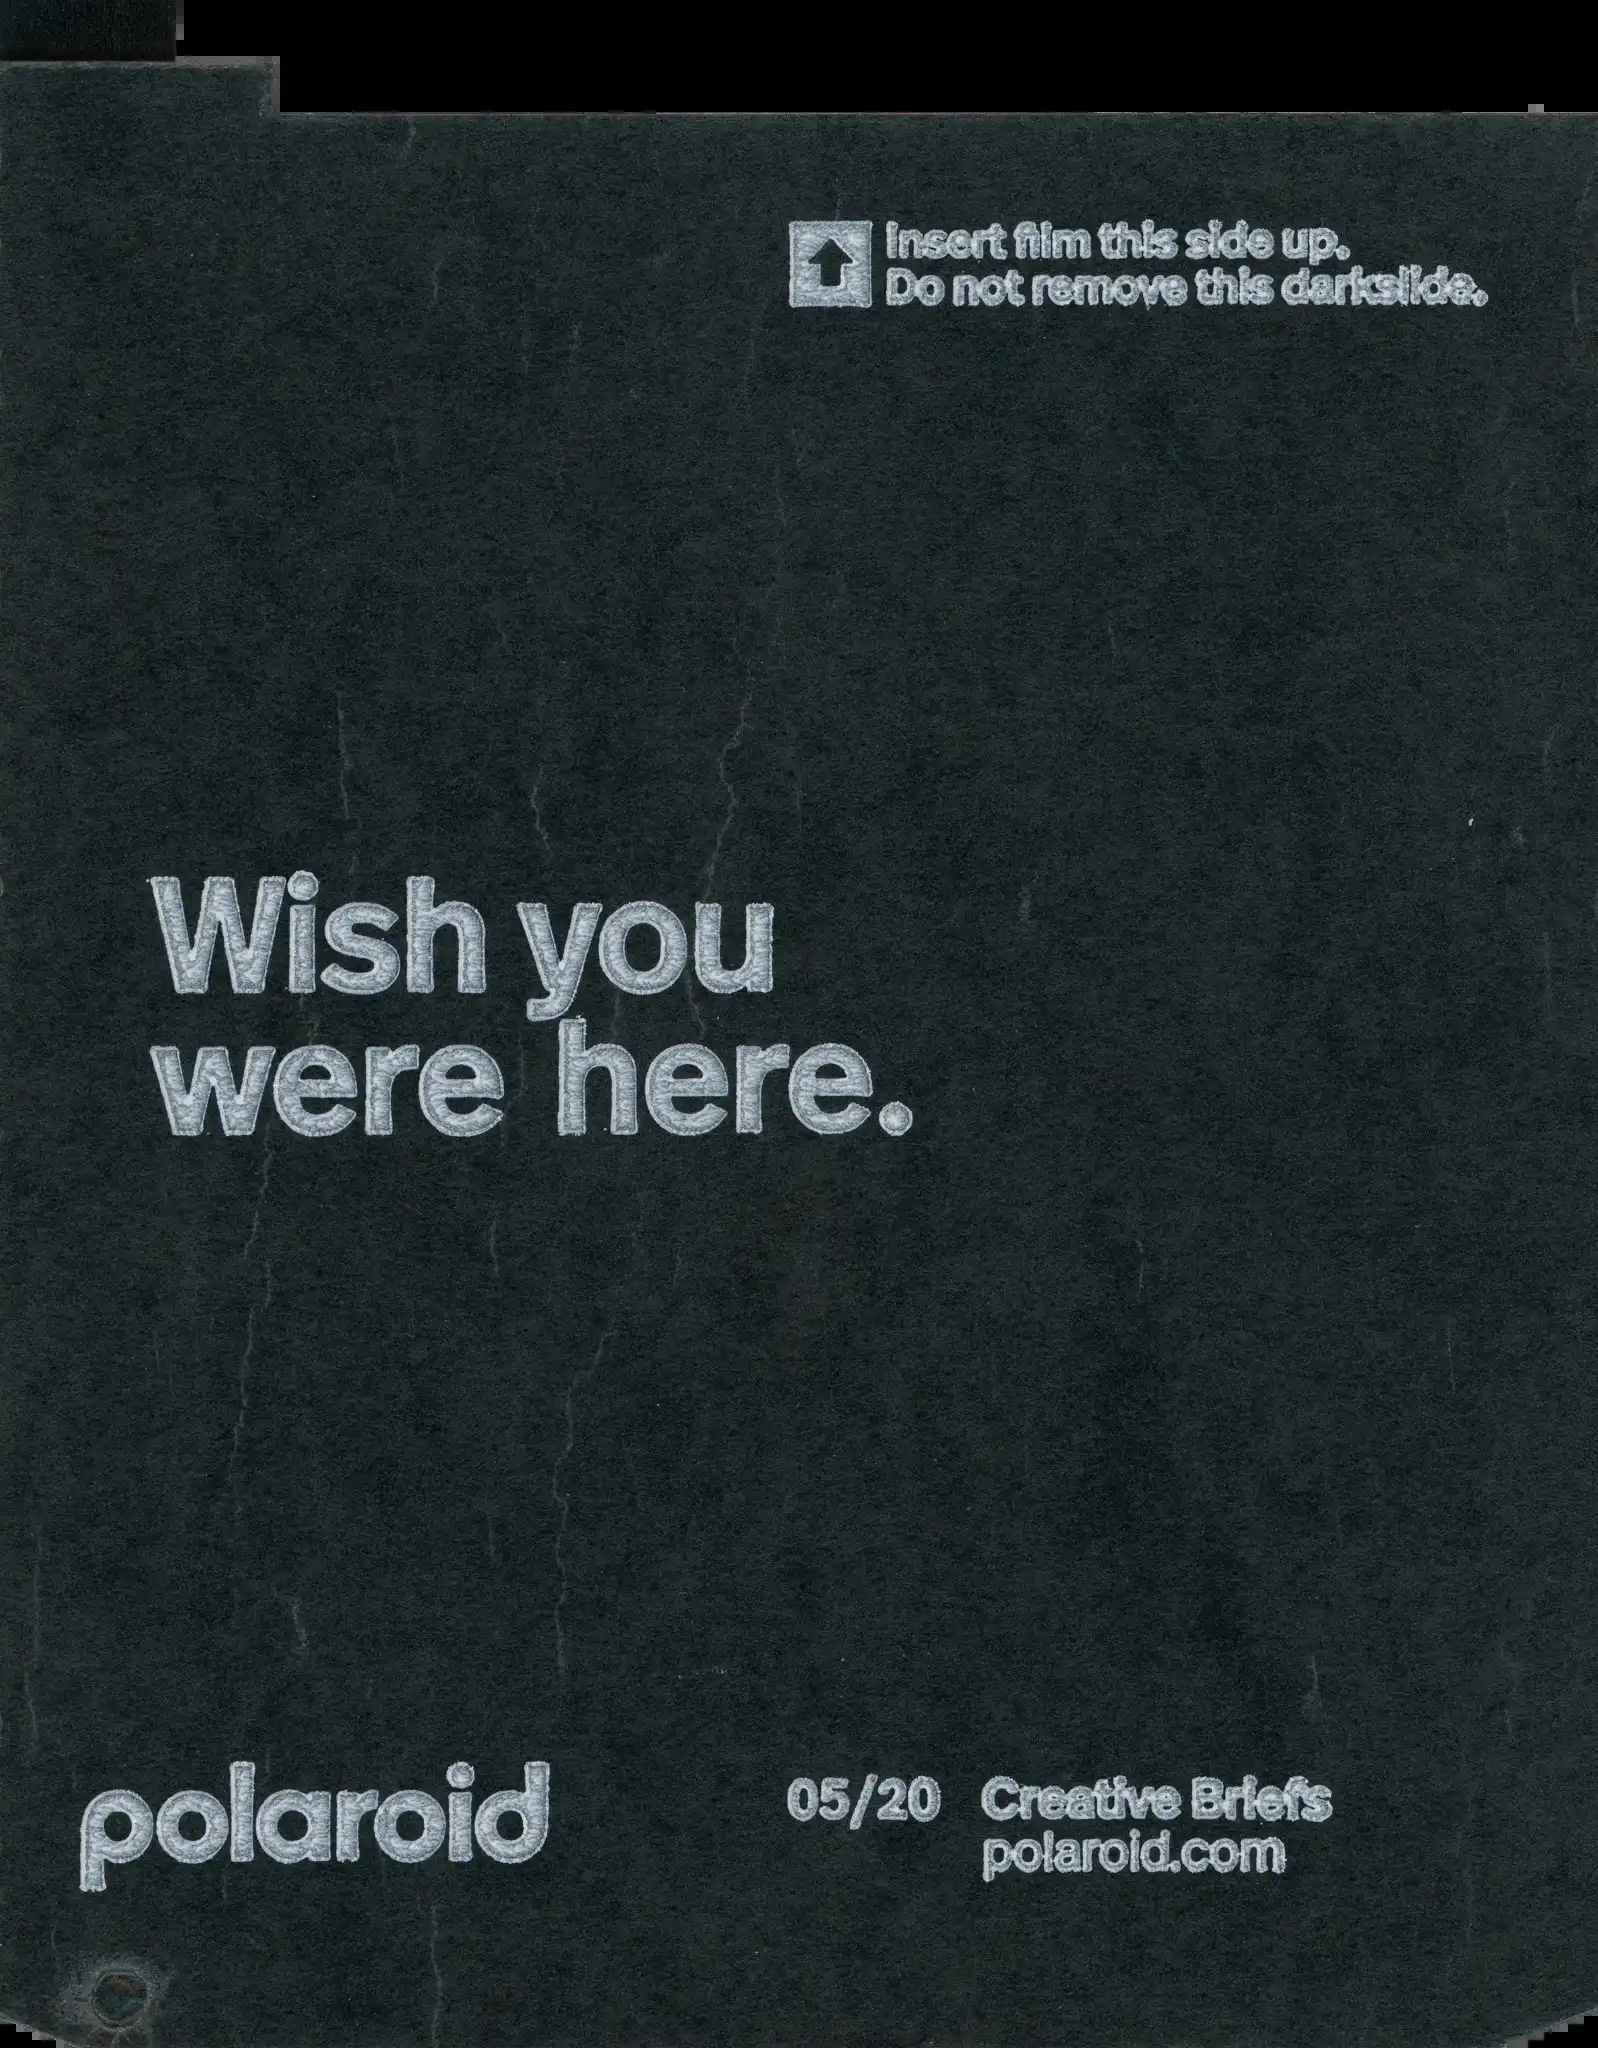 Insert film this side up.
Do not remove this darkslide.
Wish you
were here.
polaroid
05/20 Creative Briefs
polaroid.com